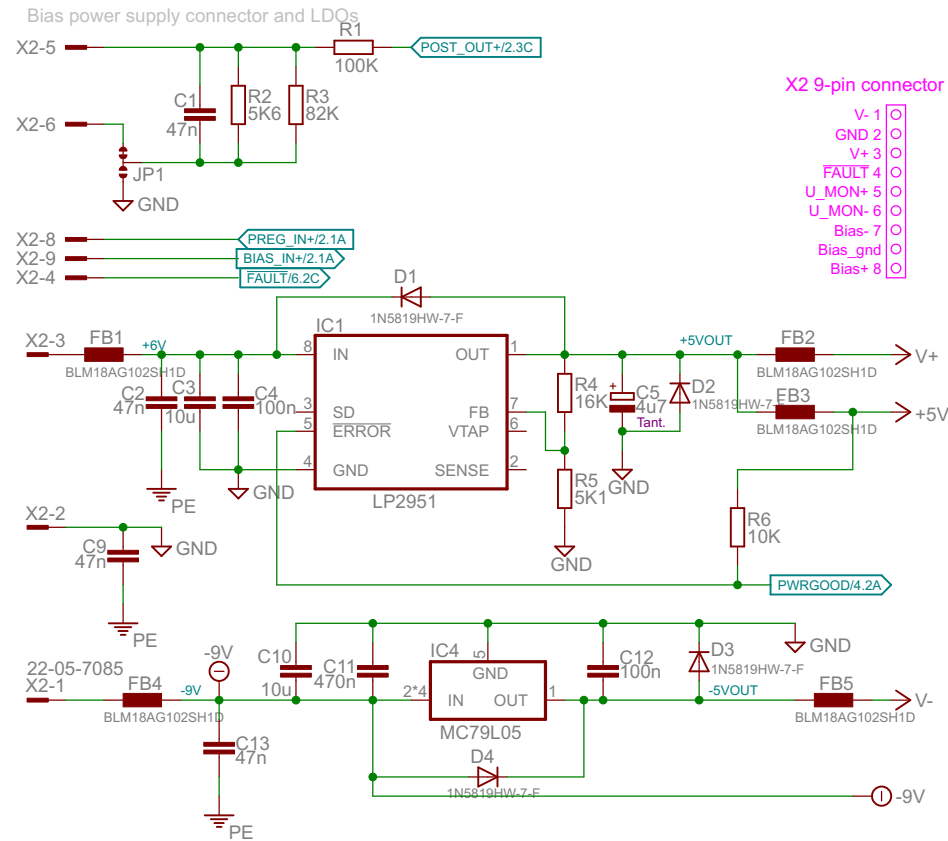 Bias power supply connector and LDOs
X2-5
R1
100K
POST_OUT+/2.3C
C1
47n
R2
5K6
R3
82K
X2-6
JP1
GND
X2 9-pin connector
V- 1
GND 2
V+ 3
FAULT 4
U_MON+ 5
U_MON- 6
Bias- 7
Bias_gnd
Bias+ 8
X2-8
PREG_IN+/2.1A
X2-9
BIAS_IN+/2.1A
X2-4
FAULT/6.2C
D1
1N5819HW-7-F
X2-3
FB1
BLM18AG102SH1D
+6V
C2
47n
C3
10u
C4
100n
IC1
8
IN
OUT
1
3
SD
FB
7
5
ERROR
VTAP
6
4
GND
SENSE
2
LP2951
R4
16K
+
C5
4u7
Tant.
D2
1N5819HW-7-F
+5VOUT
FB2
BLM18AG102SH1D
V+
FB3
BLM18AG102SH1D
+5V
PE
GND
R5
5K1
GND
GND
R6
10K
X2-2
C9
47n
GND
PE
PWRGOOD/4.2A
22-05-7085
X2-1
FB4
BLM18AG102SH1D
-9V
-9V
C10
10u
C11
470n
IC4
5
GND
2*4
IN
OUT
1
MC79L05
C12
100n
D3
1N5819HW-7-F
GND
-5VOUT
FB5
BLM18AG102SH1D
V-
C13
47n
PE
D4
1N5819HW-7-F
-9V